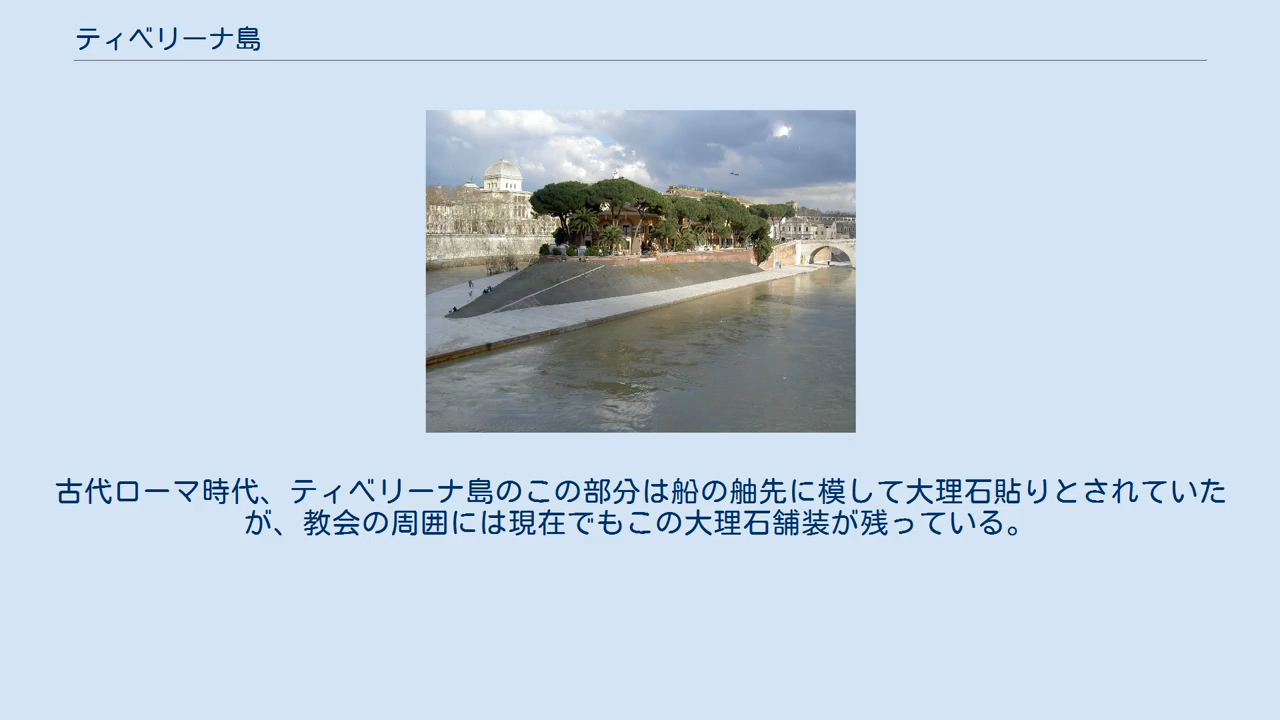 ティベリーナ島
古代ローマ時代、ティベリーナ島のこの部分は船の舳先に模して大理石貼りとされていた
が、教会の周囲には現在でもこの大理石舗装が残っている。